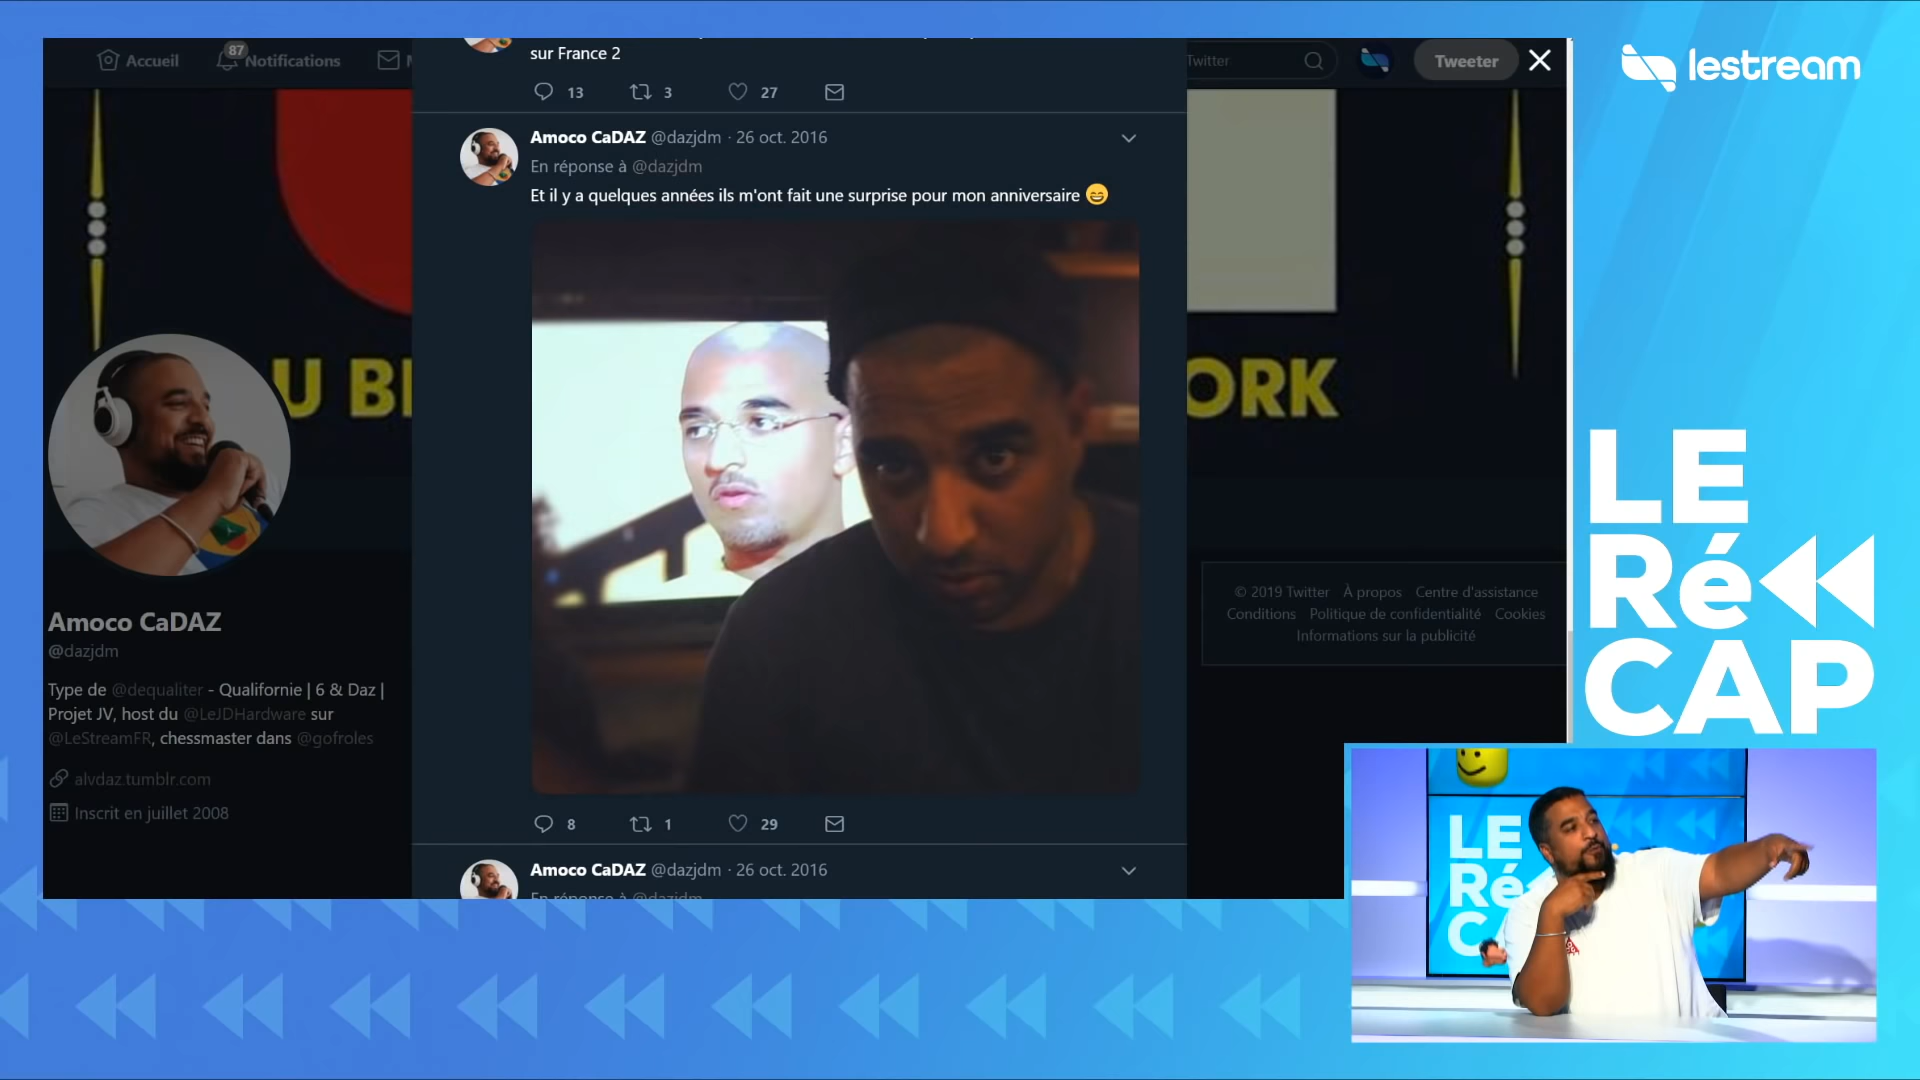 Accueil
87
Notifications
sur France 2
Twitter
Tweeter
lestream
13
3
27
Amoco CaDAZ @dazjdm · 26 oct. 2016
En réponse à @dazjdm
Et il y a quelques années ils m'ont fait une surprise pour mon anniversaire 😄
U B
ORK
Amoco CaDAZ
@dazjdm
Type de @dequaliter - Qualifornie | 6 & Daz |
Projet JV, host du @LeJDHardware sur
@LeStreamFR, chessmaster dans @gofroles
alvdaz.tumblr.com
Inscrit en juillet 2008
© 2019 Twitter À propos Centre d'assistance
Conditions Politique de confidentialité Cookies
Informations sur la publicité
8
1
29
Amoco CaDAZ @dazjdm · 26 oct. 2016
En réponse à @dazjdm
LE
Ré
CAP
LE
Ré
C